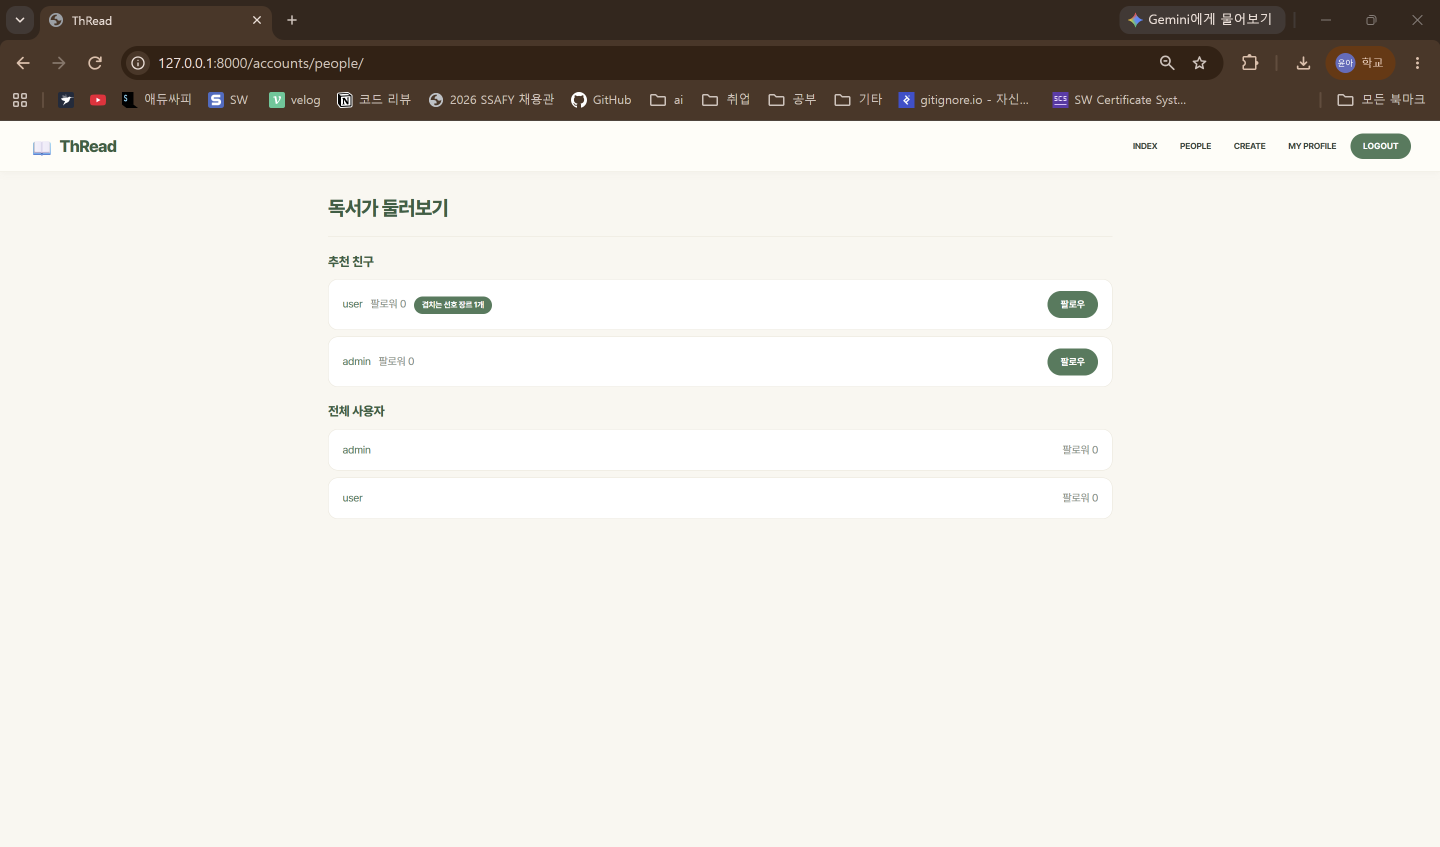 ThRead
Gemini에게 물어보기
127.0.0.1:8000/accounts/people/
윤아 학교
애듀싸피 SW velog 코드 리뷰 2026 SSAFY 채용관 GitHub ai 취업 공부 기타 gitignore.io - 자신... SCS SW Certificate Syst... 모든 북마크
ThRead
INDEX PEOPLE CREATE MY PROFILE LOGOUT
독서가 둘러보기
추천 친구
user 팔로워 0 겹치는 선호 장르 1개 팔로우
admin 팔로워 0 팔로우
전체 사용자
admin 팔로워 0
user 팔로워 0